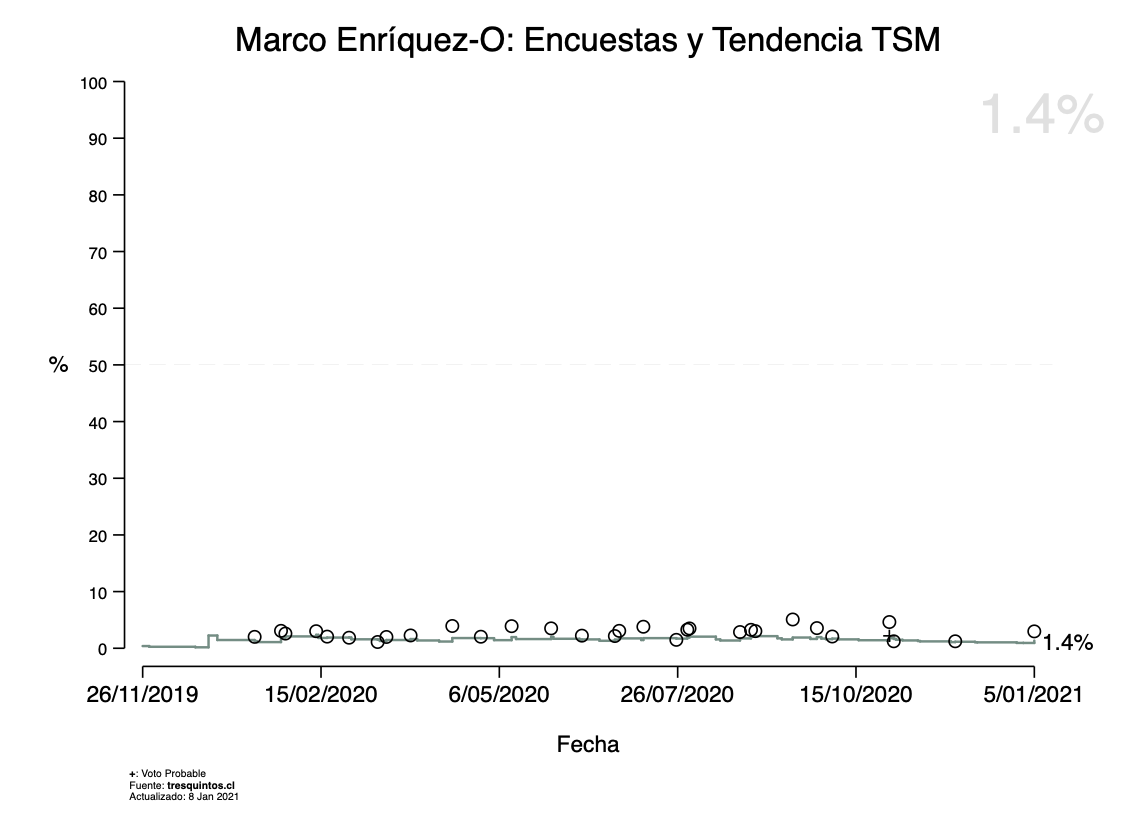 Marco Enríquez-O: Encuestas y Tendencia TSM
1.4%
100
90
80
70
60
% 50
40
30
20
10
0
1.4%
26/11/2019 15/02/2020 6/05/2020 26/07/2020 15/10/2020 5/01/2021
Fecha
+: Voto Probable
Fuente: tresquintos.cl
Actualizado: 8 Jan 2021